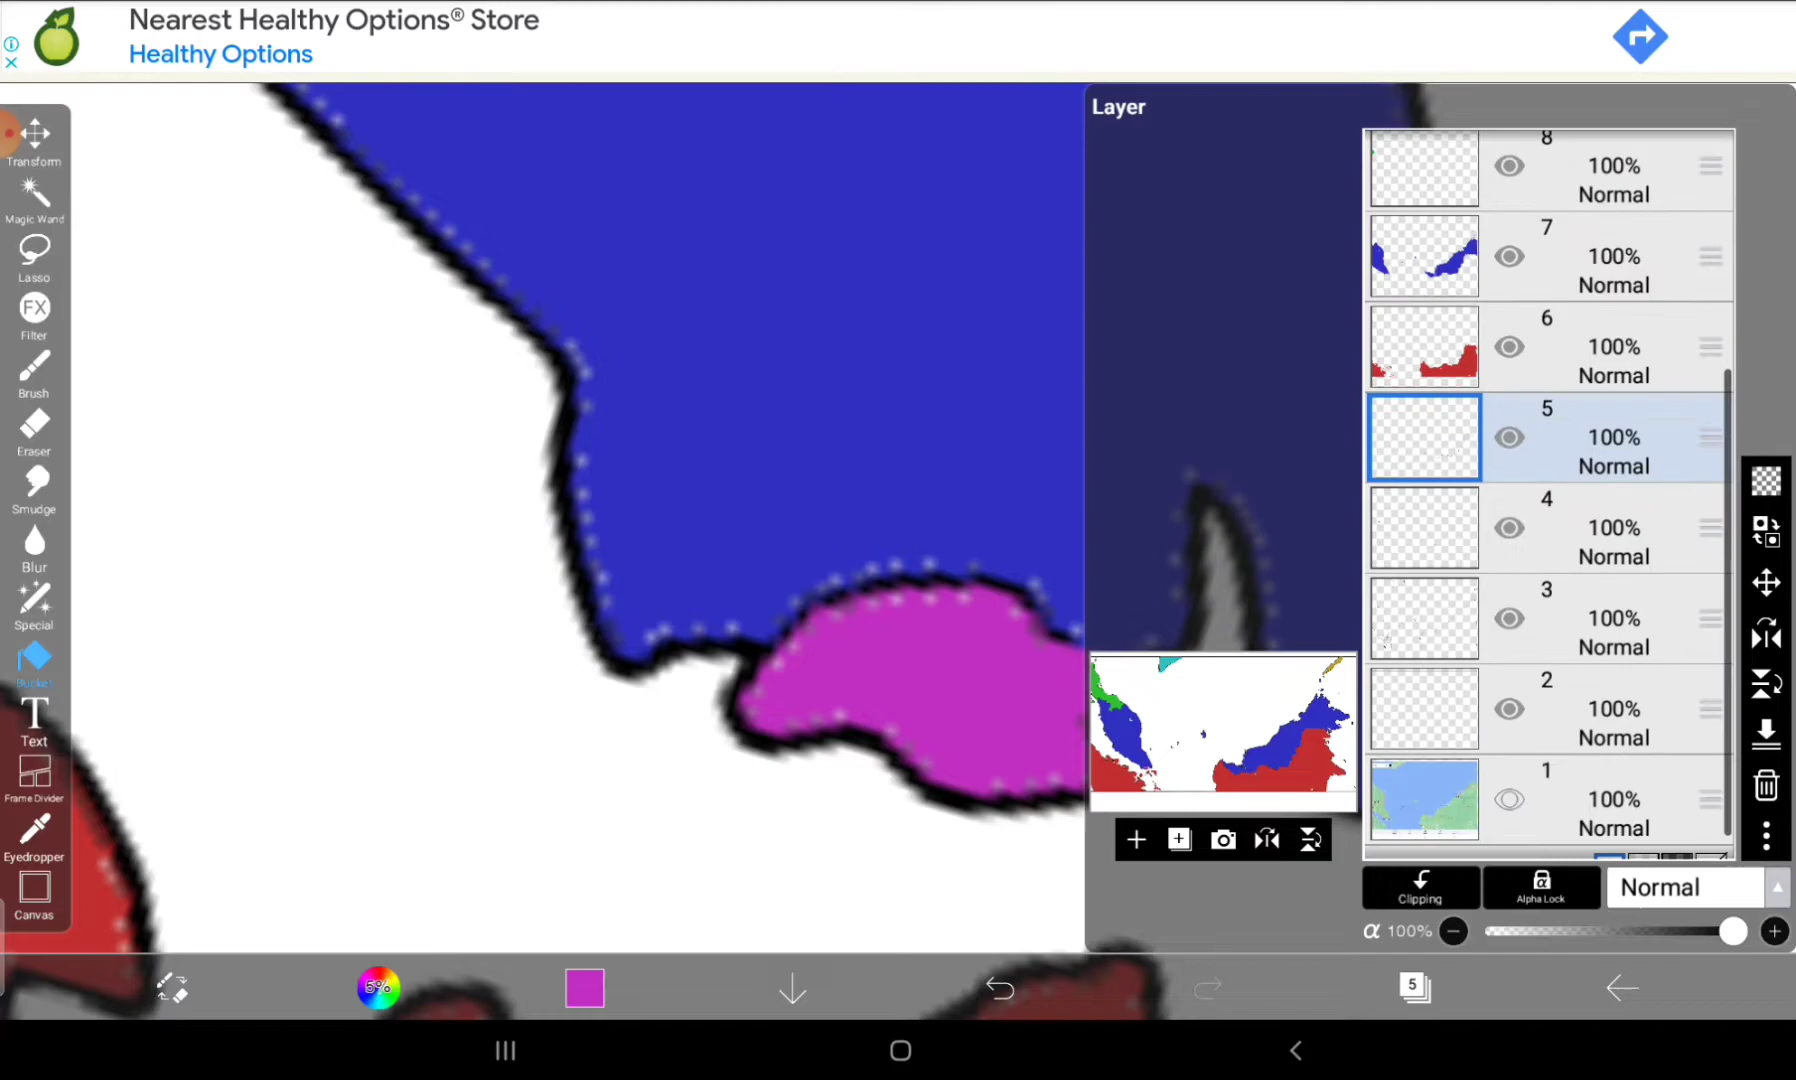 Nearest Healthy Options® Store
Healthy Options
Transform
Magic Wand
Lasso
FX
Filter
Brush
Eraser
Smudge
Blur
Special
Bucket
T
Text
Frame Divider
Eyedropper
Canvas
Layer
8
100%
Normal
7
100%
Normal
6
100%
Normal
5
100%
Normal
4
100%
Normal
3
100%
Normal
2
100%
Normal
1
100%
Normal
Clipping
Alpha Lock
Normal
α 100%
5%
5